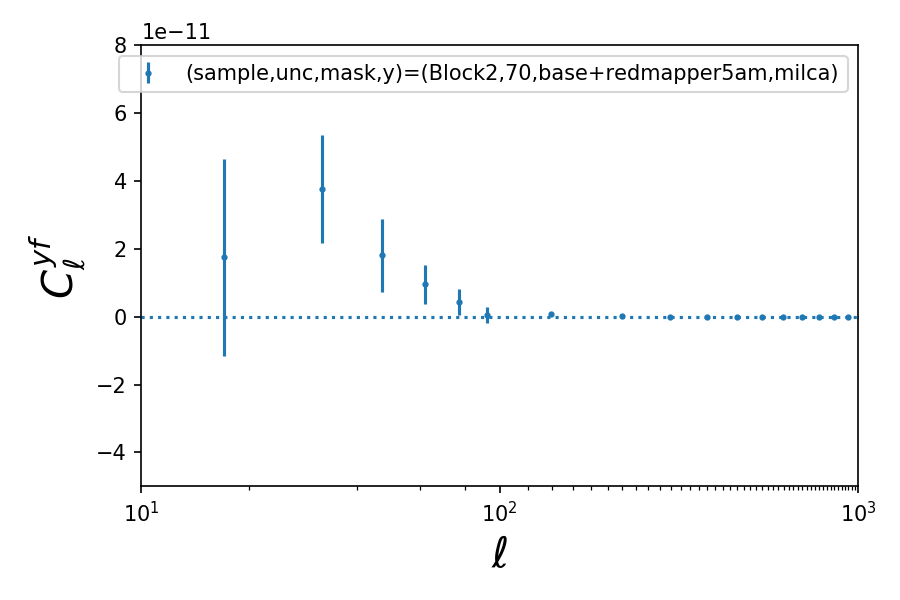 1e−11
(sample,unc,mask,y)=(Block2,70,base+redmapper5am,milca)
8
6
4
2
0
−2
−4
C_ℓ^{yf}
10^1
10^2
10^3
ℓ